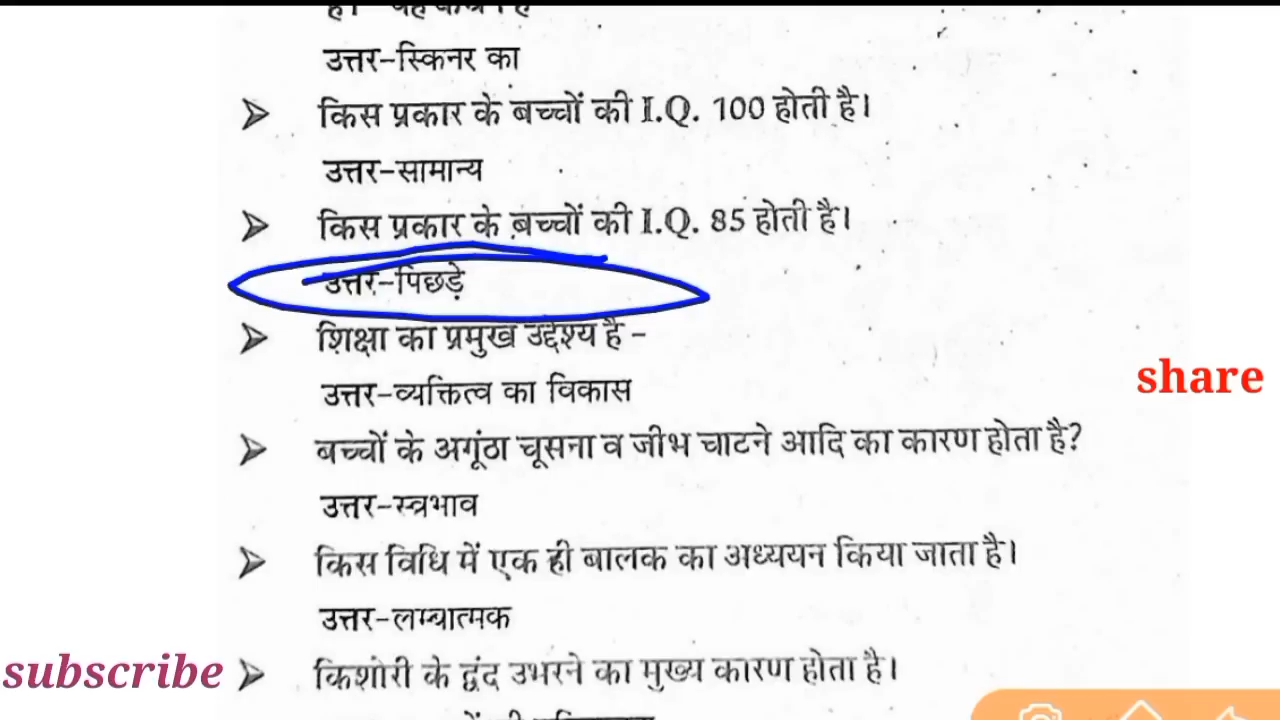 उत्तर-स्किनर का
➢ किस प्रकार के बच्चों की I.Q. 100 होती है।
उत्तर-सामान्य
➢ किस प्रकार के बच्चों की I.Q. 85 होती है।
उत्तर-पिछड़े
➢ शिक्षा का प्रमुख उद्देश्य है -
उत्तर-व्यक्तित्व का विकास
share
➢ बच्चों के अगूंठा चूसना व जीभ चाटने आदि का कारण होता है?
उत्तर-स्वभाव
➢ किस विधि में एक ही बालक का अध्ययन किया जाता है।
उत्तर-लम्बात्मक
subscribe
➢ किशोरी के द्वंद उभरने का मुख्य कारण होता है।